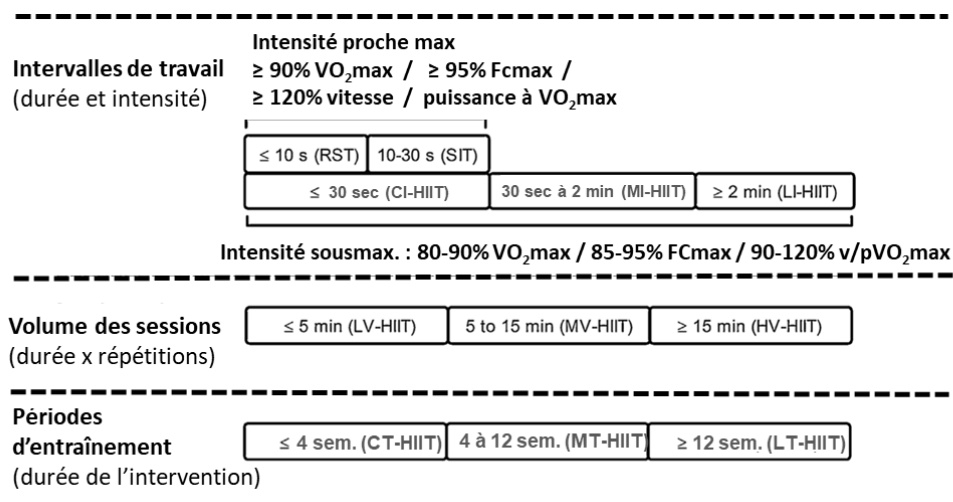 Intensité proche max
Intervalles de travail
(durée et intensité)
≥ 90% VO₂max / ≥ 95% Fcmax /
≥ 120% vitesse / puissance à VO₂max
≤ 10 s (RST) 10-30 s (SIT)
≤ 30 sec (CI-HIIT) 30 sec à 2 min (MI-HIIT) ≥ 2 min (LI-HIIT)
Intensité sousmax. : 80-90% VO₂max / 85-95% FCmax / 90-120% v/pVO₂max
Volume des sessions
(durée x répétitions)
≤ 5 min (LV-HIIT) 5 to 15 min (MV-HIIT) ≥ 15 min (HV-HIIT)
Périodes
d’entraînement
(durée de l’intervention)
≤ 4 sem. (CT-HIIT) 4 à 12 sem. (MT-HIIT) ≥ 12 sem. (LT-HIIT)